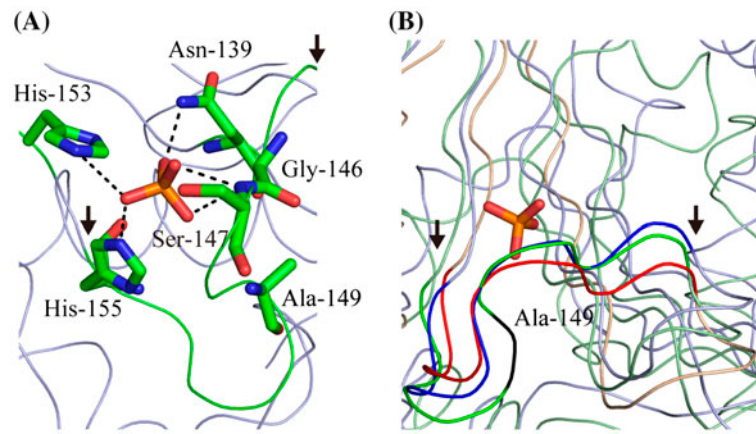 (A)
Asn-139
His-153
Gly-146
Ser-147
His-155
Ala-149
(B)
Ala-149